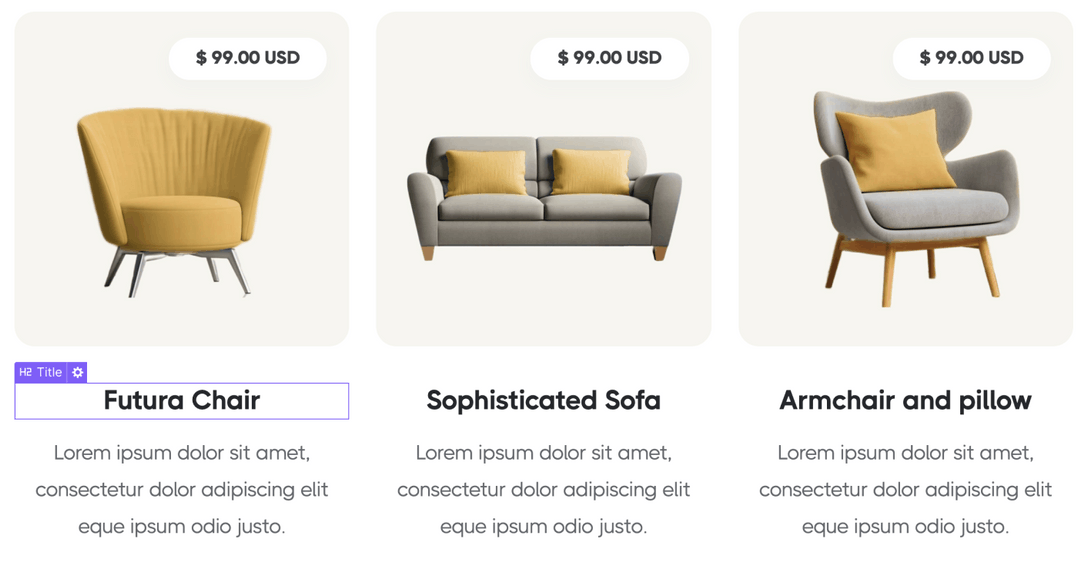 $ 99.00 USD
$ 99.00 USD
$ 99.00 USD
H2 Title
Futura Chair
Lorem ipsum dolor sit amet,
consectetur dolor adipiscing elit
eque ipsum odio justo.
Sophisticated Sofa
Lorem ipsum dolor sit amet,
consectetur dolor adipiscing elit
eque ipsum odio justo.
Armchair and pillow
Lorem ipsum dolor sit amet,
consectetur dolor adipiscing elit
eque ipsum odio justo.